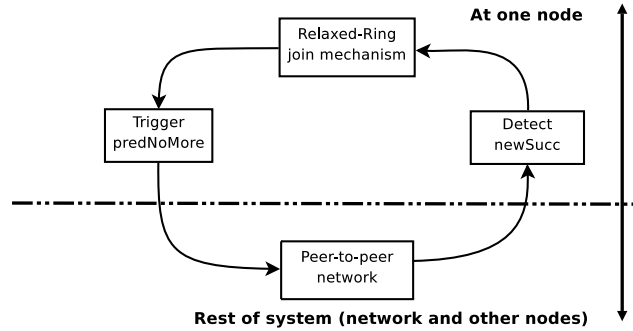 At one node
Relaxed-Ring
join mechanism
Trigger
predNoMore
Detect
newSucc
Peer-to-peer
network
Rest of system (network and other nodes)